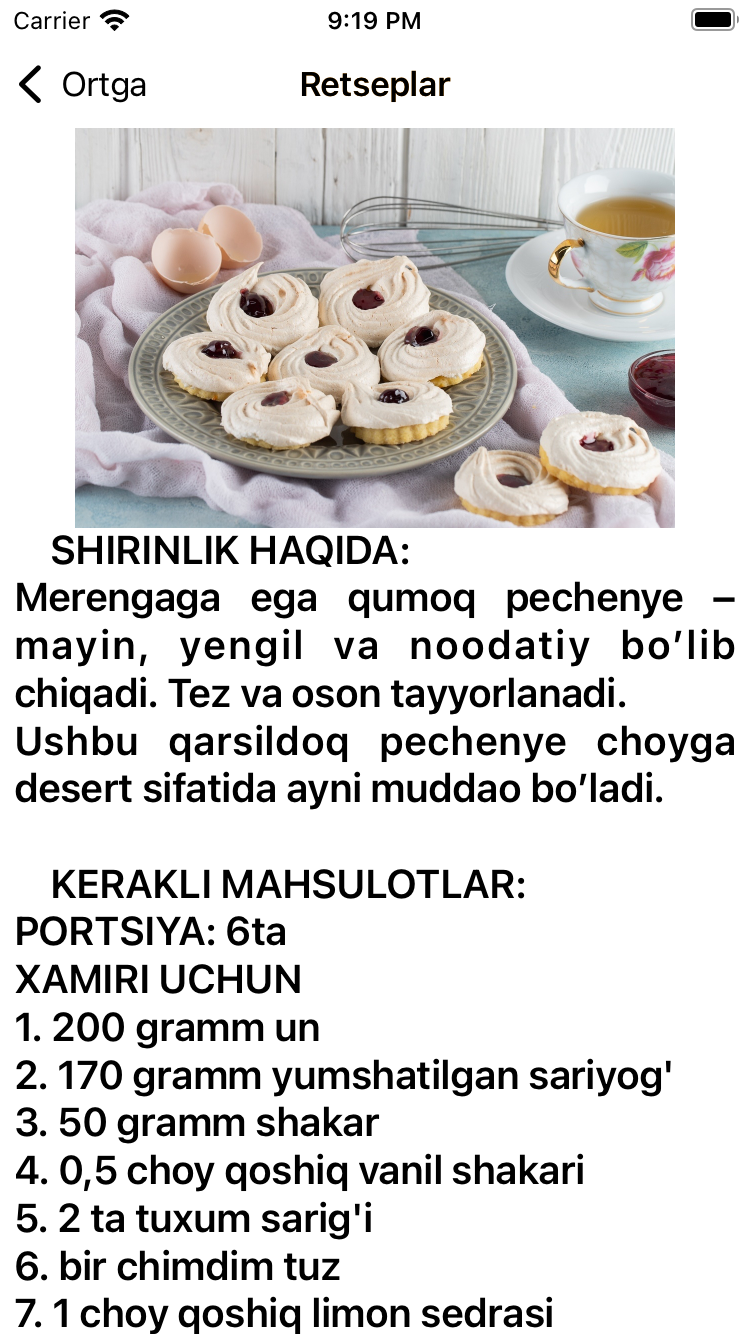 Carrier 9:19 PM
Ortga Retseplar
SHIRINLIK HAQIDA:
Merengaga ega qumoq pechenye –
mayin, yengil va noodatiy bo’lib
chiqadi. Tez va oson tayyorlanadi.
Ushbu qarsildoq pechenye choyga
desert sifatida ayni muddao bo’ladi.
KERAKLI MAHSULOTLAR:
PORTSIYA: 6ta
XAMIRI UCHUN
1. 200 gramm un
2. 170 gramm yumshatilgan sariyog'
3. 50 gramm shakar
4. 0,5 choy qoshiq vanil shakari
5. 2 ta tuxum sarig'i
6. bir chimdim tuz
7. 1 choy qoshiq limon sedrasi